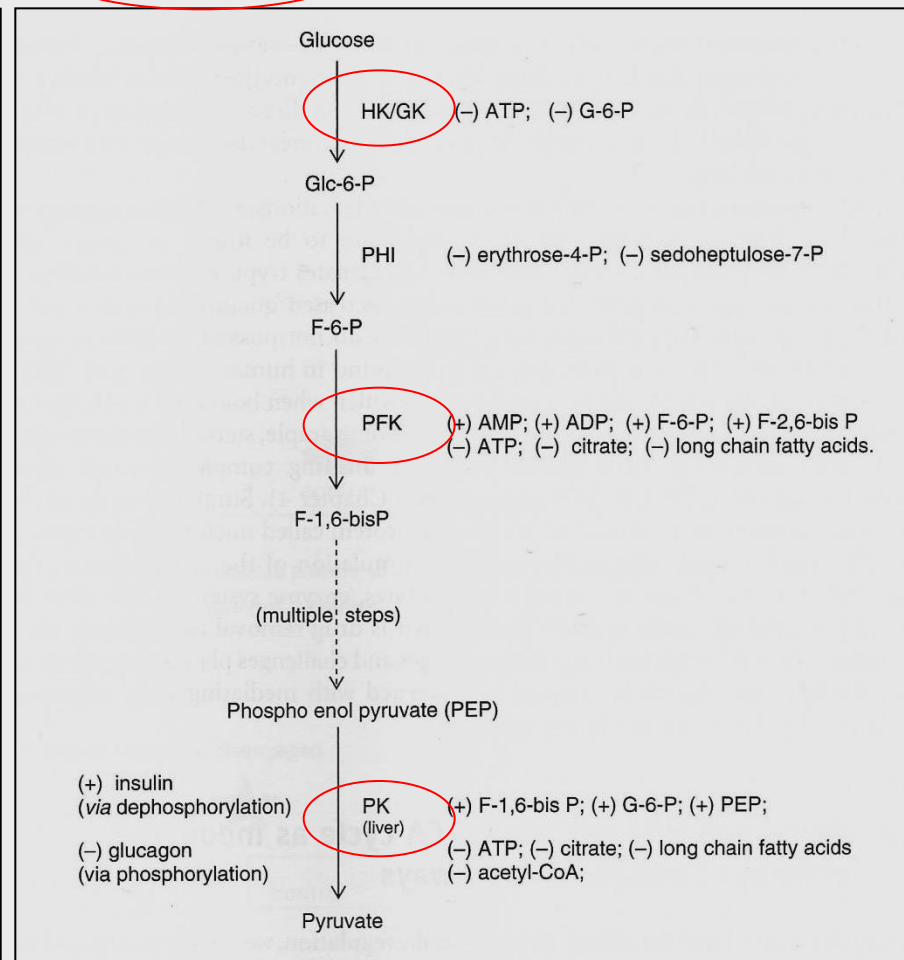 Glucose
HK/GK (–) ATP; (–) G-6-P
Glc-6-P
PHI (–) erythrose-4-P; (–) sedoheptulose-7-P
F-6-P
PFK (+) AMP; (+) ADP; (+) F-6-P; (+) F-2,6-bis P
(–) ATP; (–) citrate; (–) long chain fatty acids.
F-1,6-bisP
(multiple steps)
Phospho enol pyruvate (PEP)
(+) insulin
(via dephosphorylation) PK (+) F-1,6-bis P; (+) G-6-P; (+) PEP;
(liver)
(–) glucagon (–) ATP; (–) citrate; (–) long chain fatty acids
(via phosphorylation) (–) acetyl-CoA;
Pyruvate